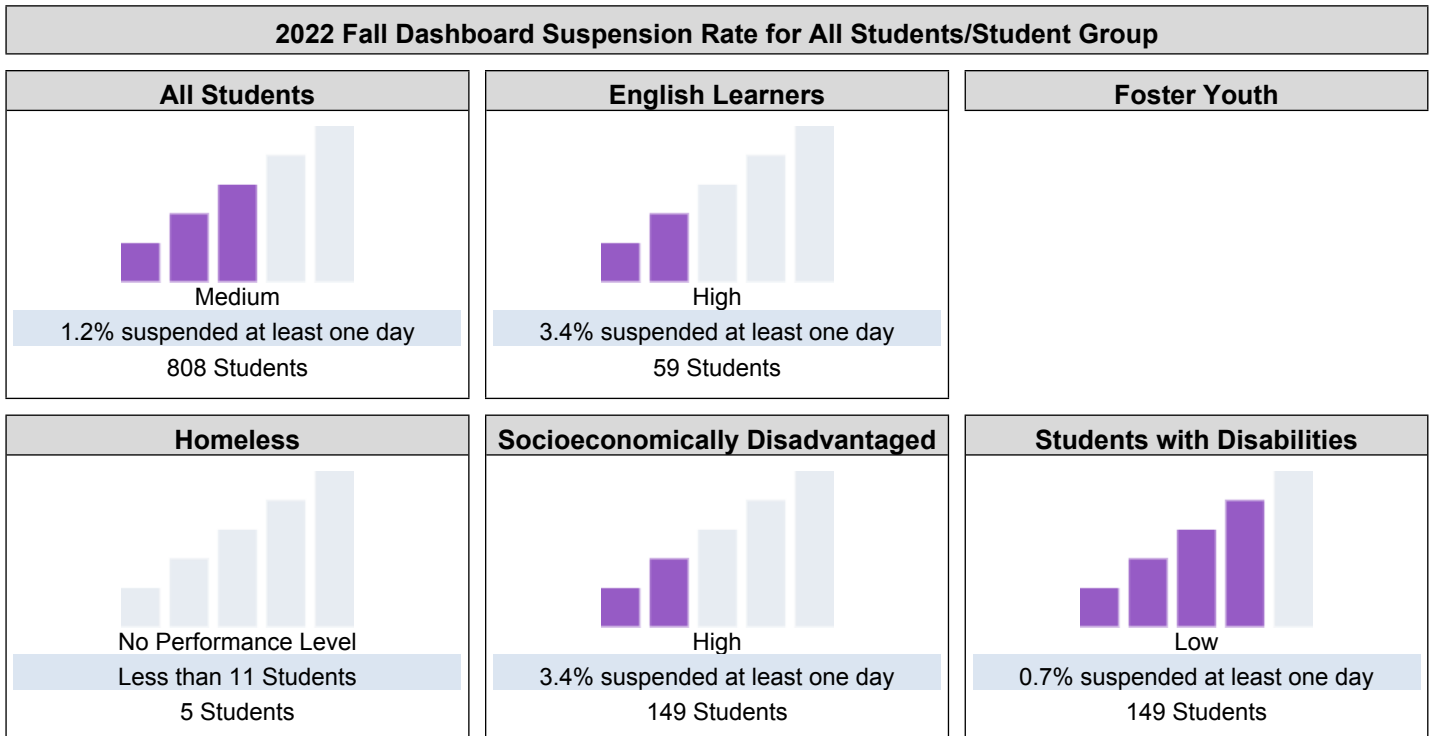 2022 Fall Dashboard Suspension Rate for All Students/Student Group
All Students
Medium
1.2% suspended at least one day
808 Students
English Learners
High
3.4% suspended at least one day
59 Students
Foster Youth
Homeless
No Performance Level
Less than 11 Students
5 Students
Socioeconomically Disadvantaged
High
3.4% suspended at least one day
149 Students
Students with Disabilities
Low
0.7% suspended at least one day
149 Students